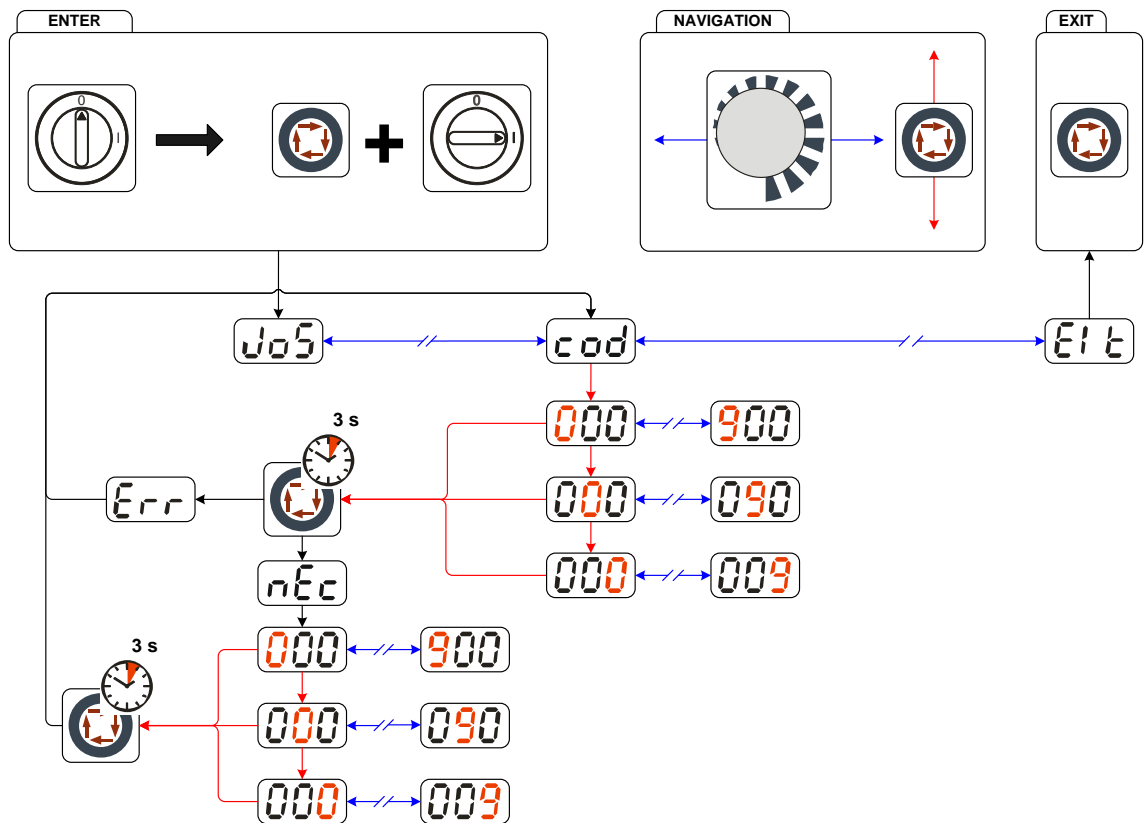 ENTER
NAVIGATION
EXIT
0
I
0
I
JoS
cod
EIt
000
900
3 s
Err
000
090
nEc
000
009
3 s
000
900
000
090
000
009